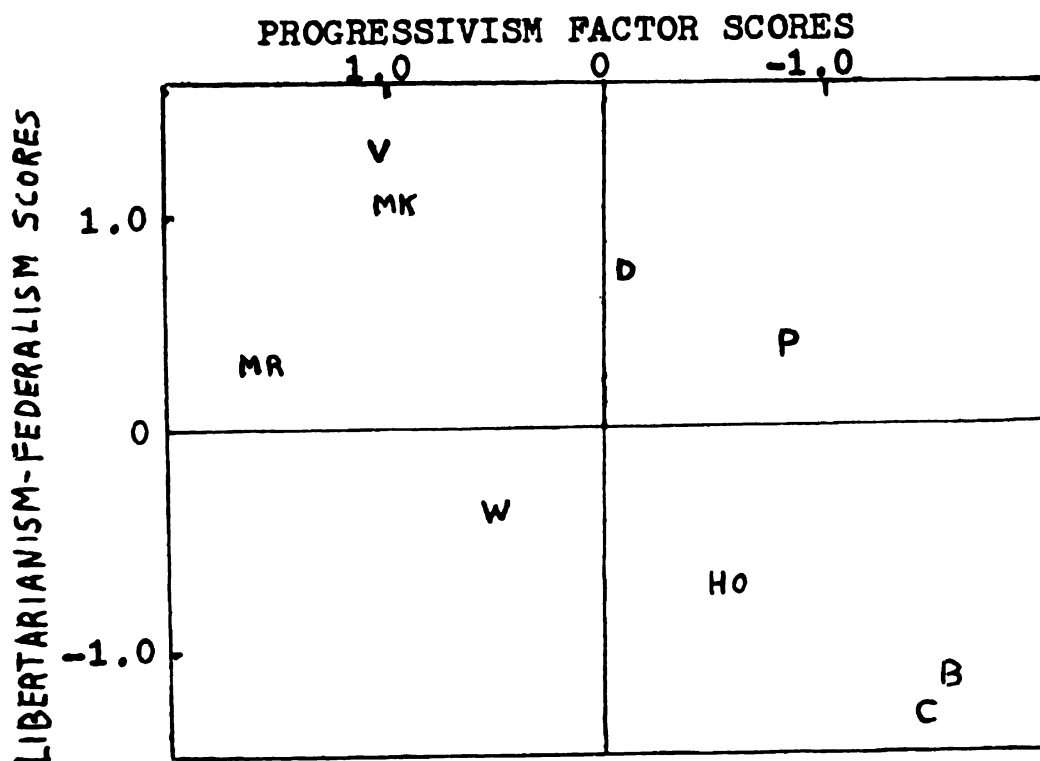 PROGRESSIVISM FACTOR SCORES
1.0 0 -1.0
LIBERTARIANISM-FEDERALISM SCORES
V
MK
1.0
D
P
MR
0
W
HO
-1.0
B
C